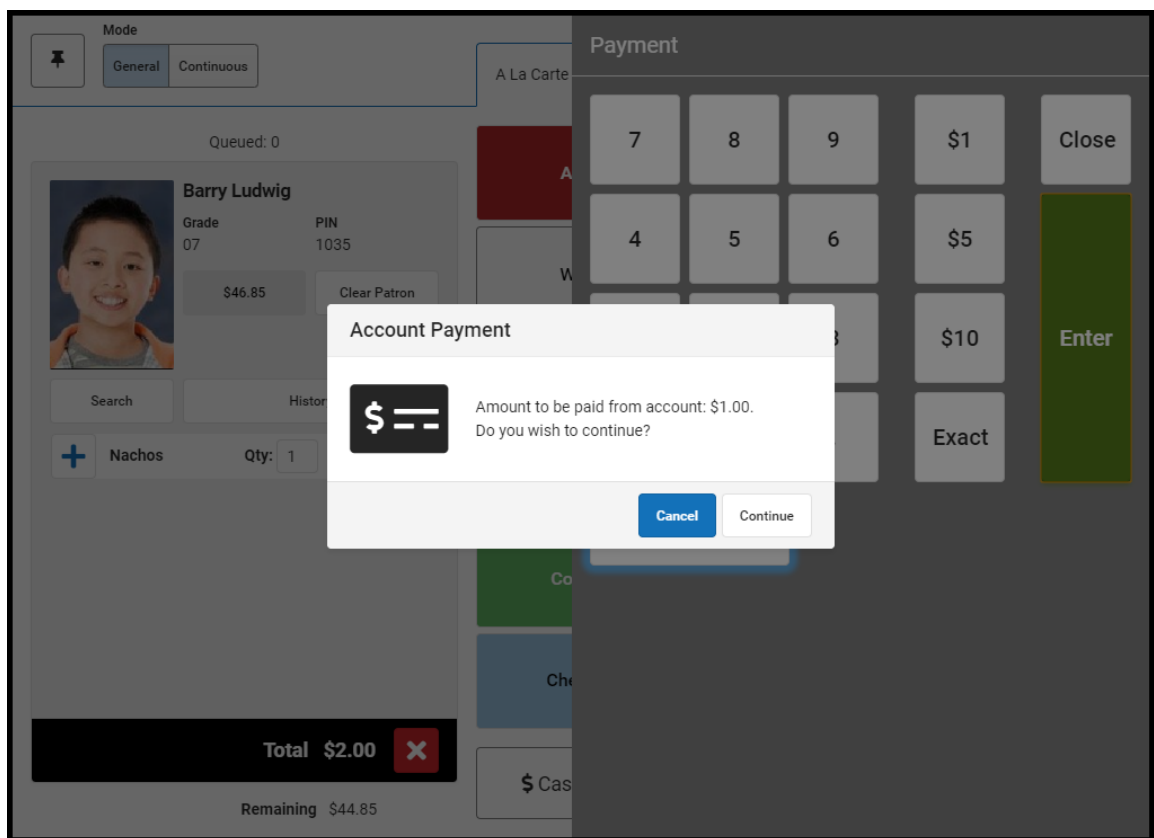 Mode
General Continuous
Queued: 0
Barry Ludwig
Grade PIN
07 1035
$46.85 Clear Patron
Search
Nachos Qty: 1
Total $2.00
Remaining $44.85
A La Carte
$ Cas
Payment
7 8 9 $1 Close
4 5 6 $5
$10 Enter
Exact
Account Payment
$
Amount to be paid from account: $1.00.
Do you wish to continue?
Cancel Continue